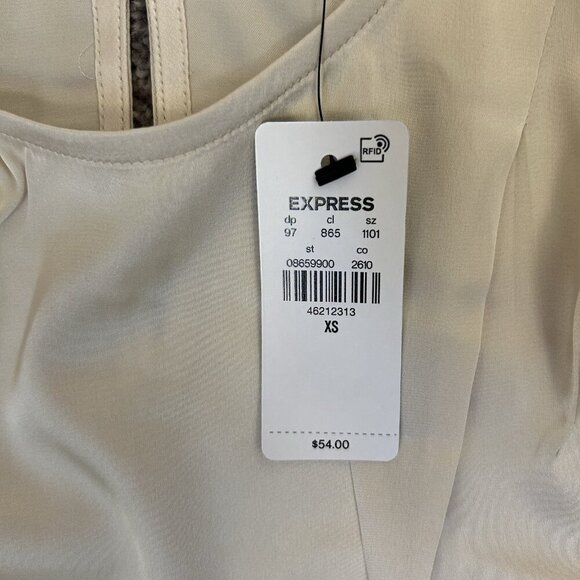 RFID
EXPRESS
dp cl sz
97 865 1101
st co
08659900 2610
46212313
XS
$54.00